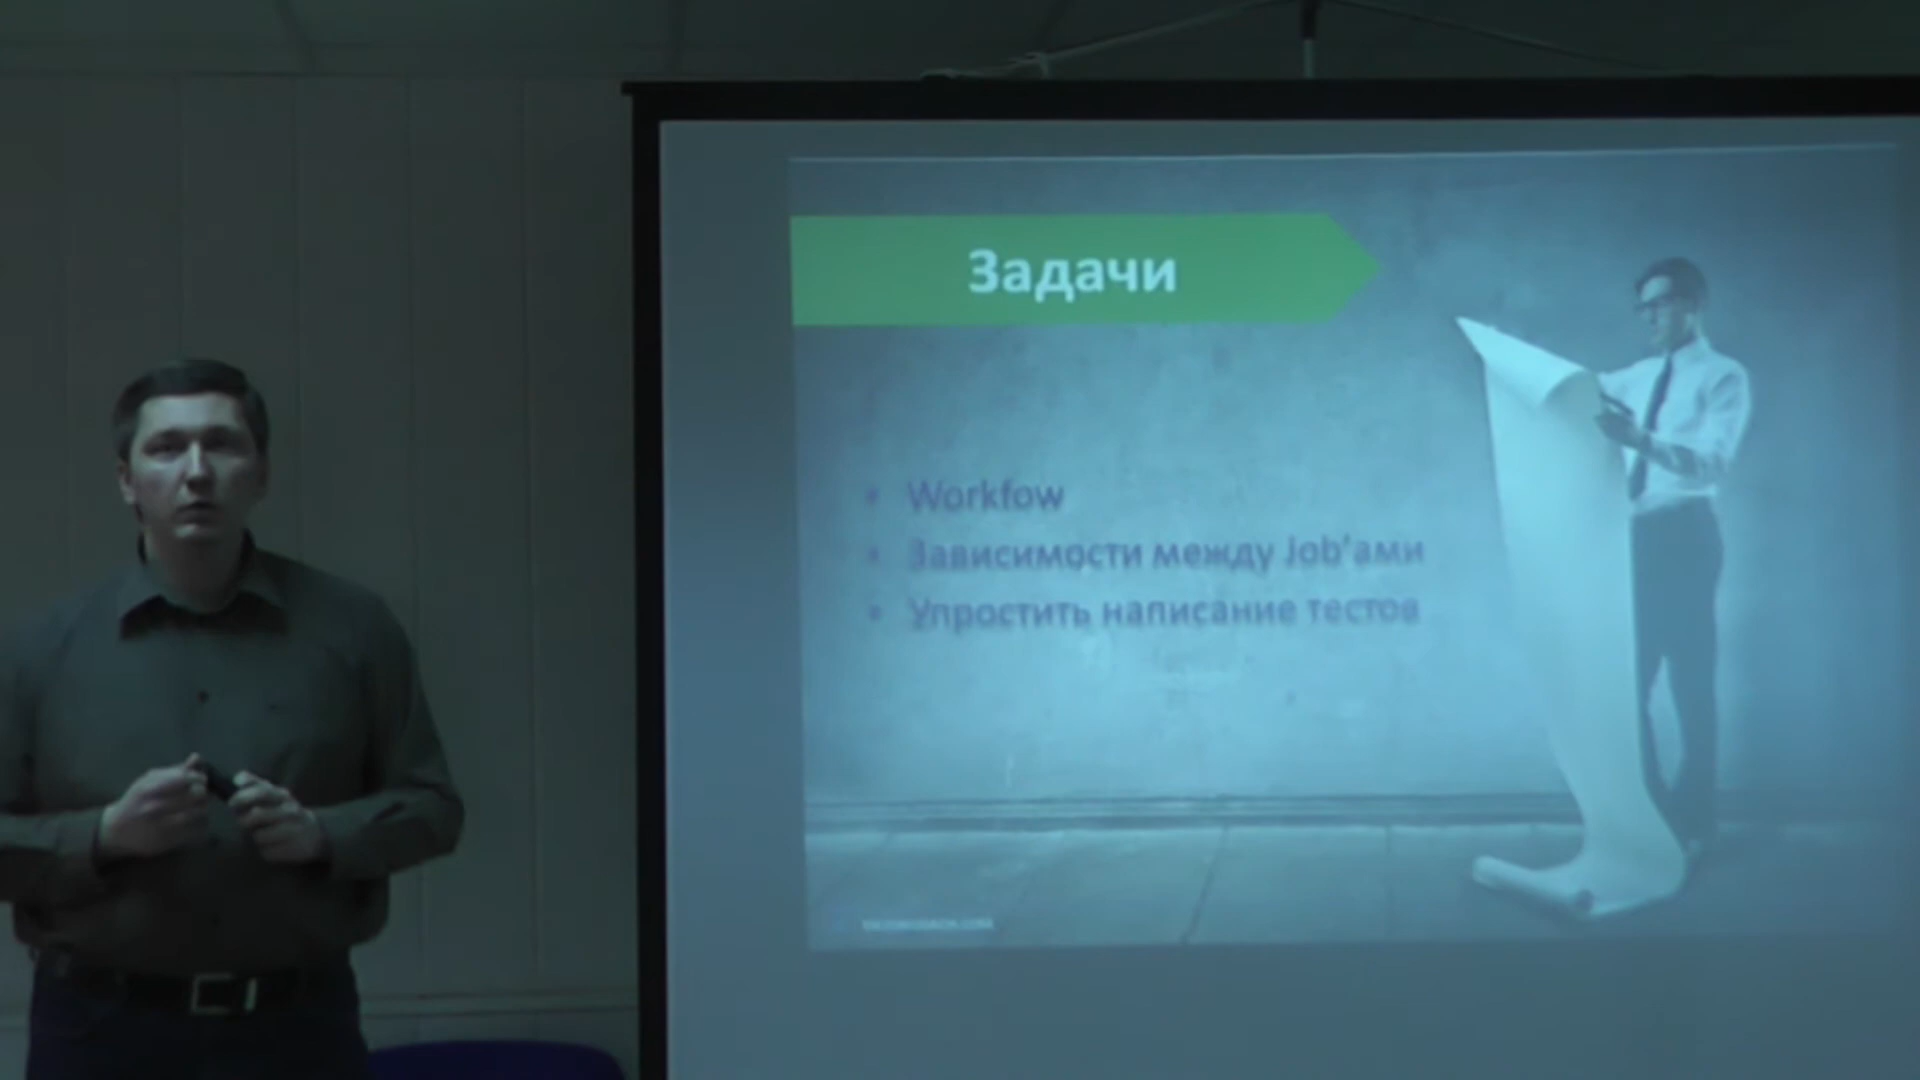 Задачи
• Workfow
• Зависимости между Job'ами
• Упростить написание тестов